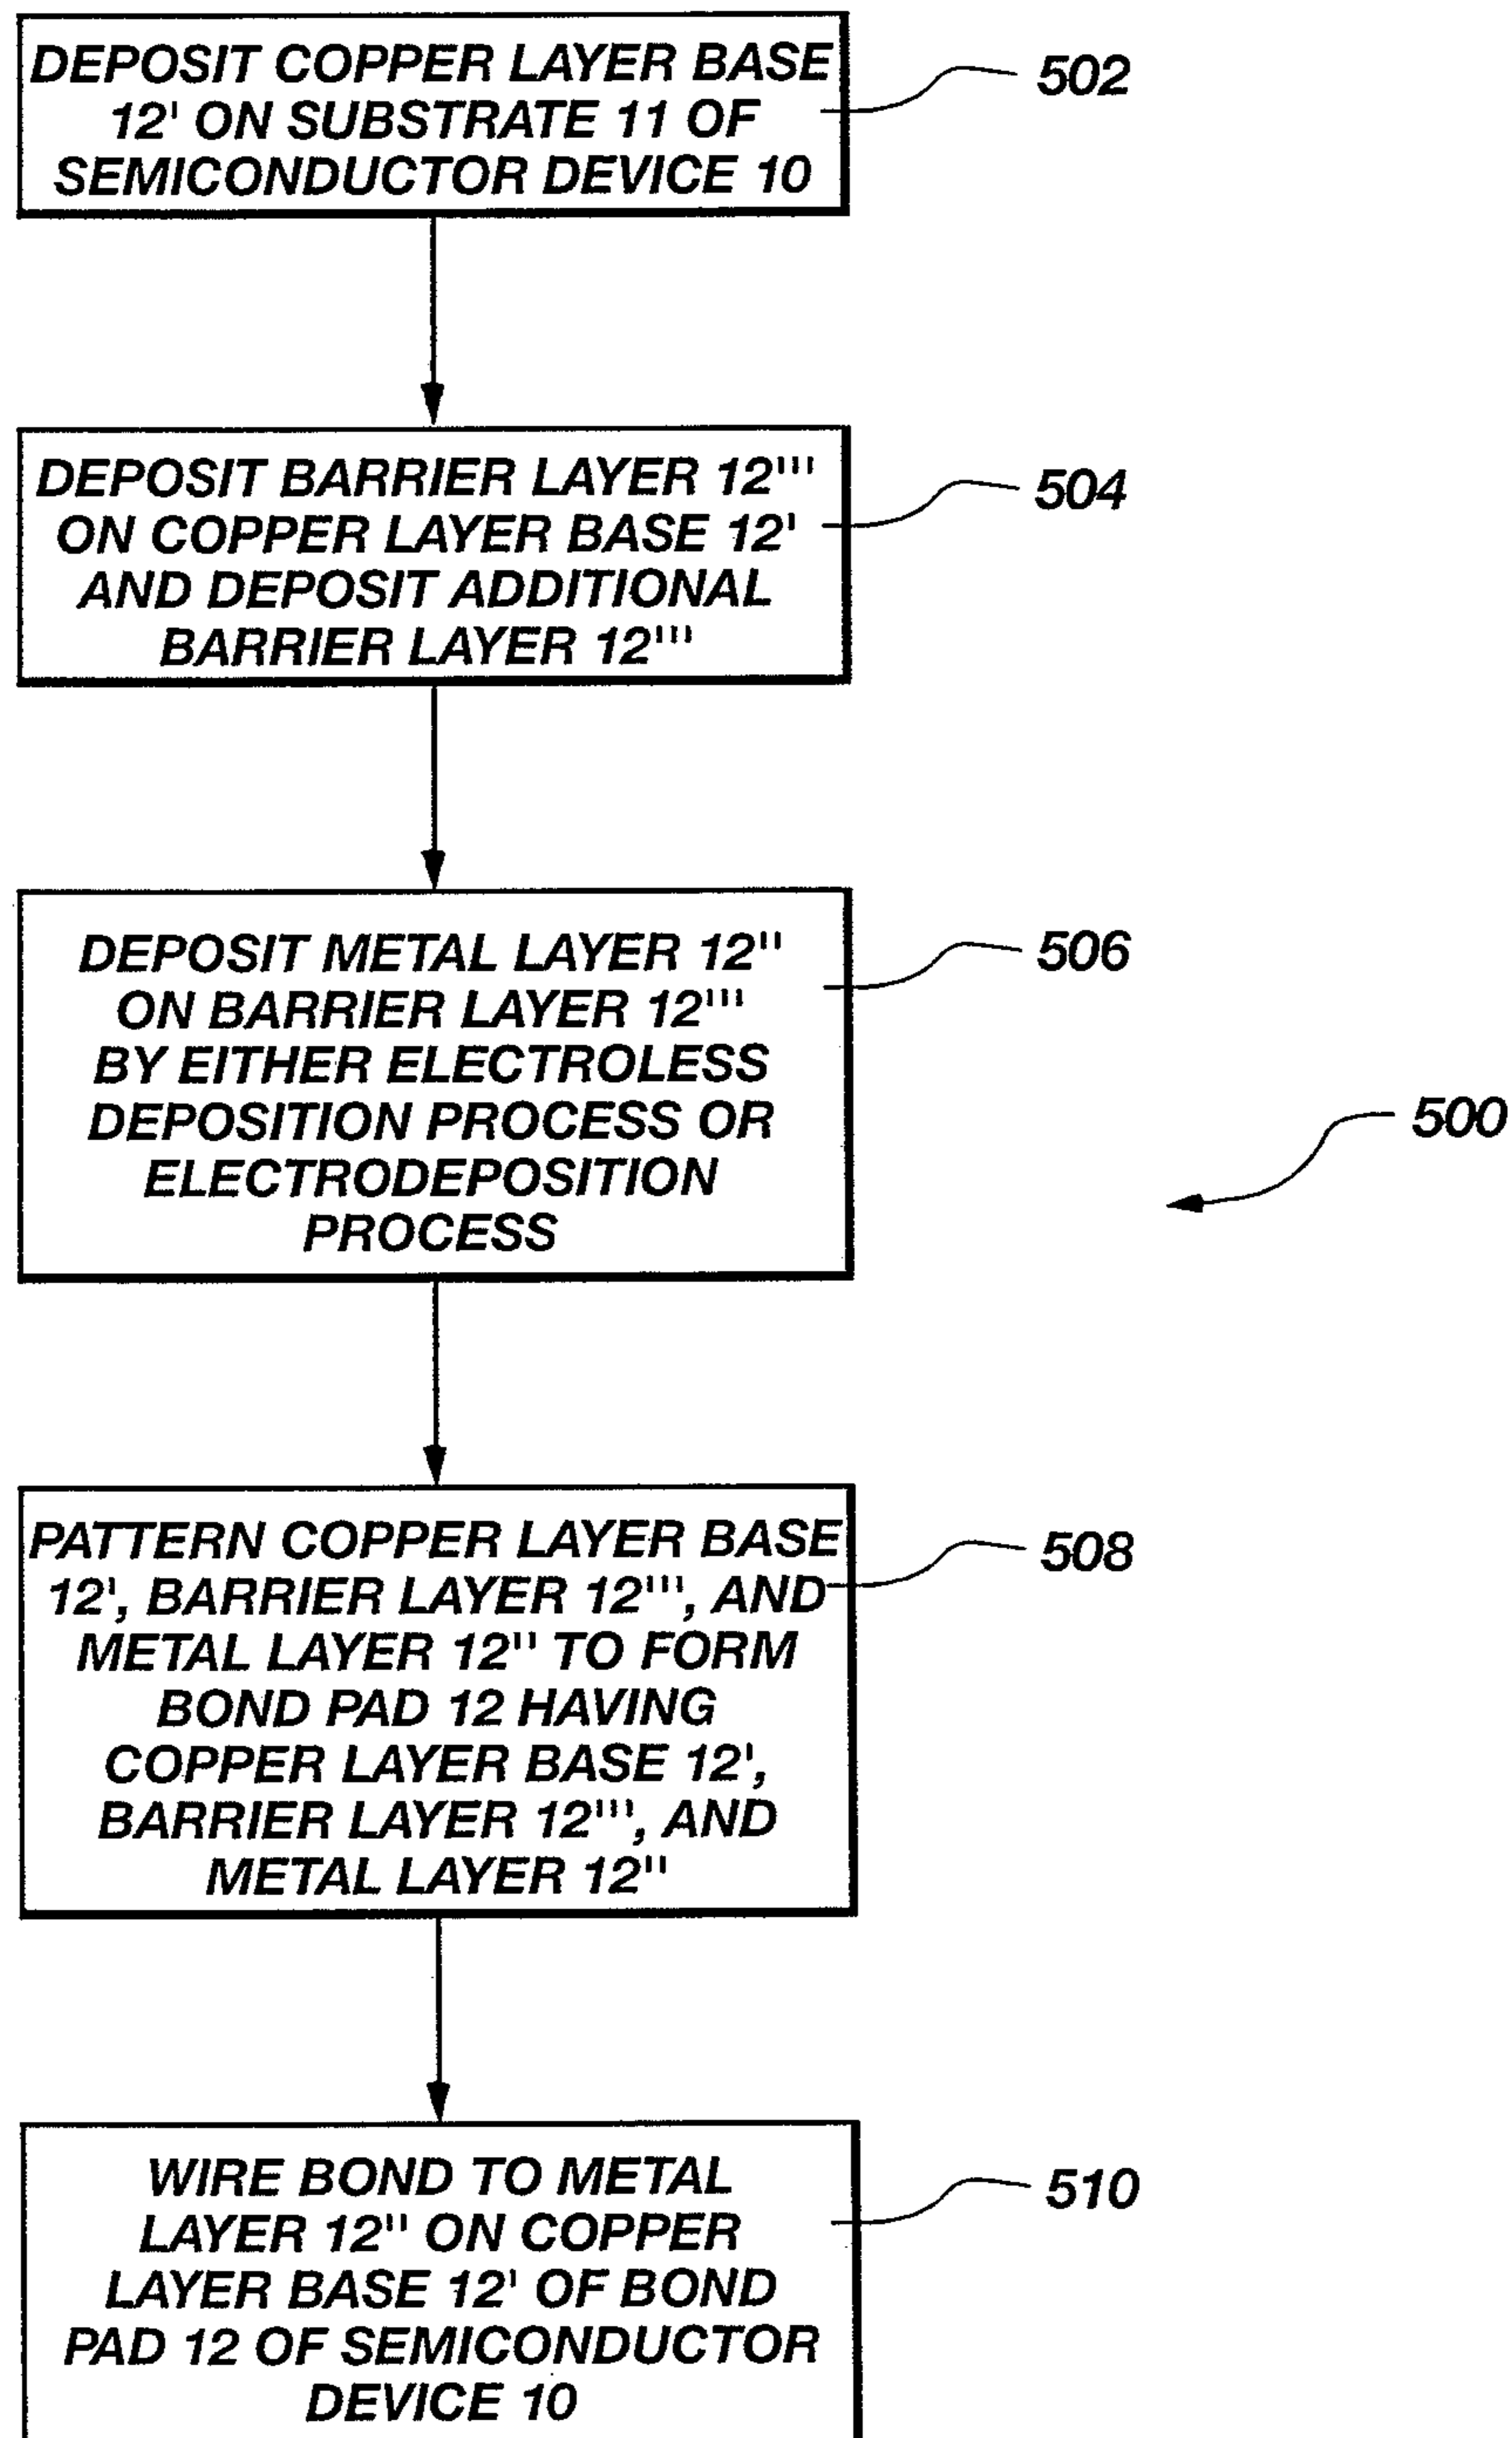 DEPOSIT COPPER LAYER BASE
12' ON SUBSTRATE 11 OF
SEMICONDUCTOR DEVICE 10
502
DEPOSIT BARRIER LAYER 12'''
ON COPPER LAYER BASE 12'
AND DEPOSIT ADDITIONAL
BARRIER LAYER 12'''
504
DEPOSIT METAL LAYER 12''
ON BARRIER LAYER 12'''
BY EITHER ELECTROLESS
DEPOSITION PROCESS OR
ELECTRODEPOSITION
PROCESS
506
500
PATTERN COPPER LAYER BASE
12', BARRIER LAYER 12''', AND
METAL LAYER 12'' TO FORM
BOND PAD 12 HAVING
COPPER LAYER BASE 12',
BARRIER LAYER 12''', AND
METAL LAYER 12''
508
WIRE BOND TO METAL
LAYER 12'' ON COPPER
LAYER BASE 12' OF BOND
PAD 12 OF SEMICONDUCTOR
DEVICE 10
510